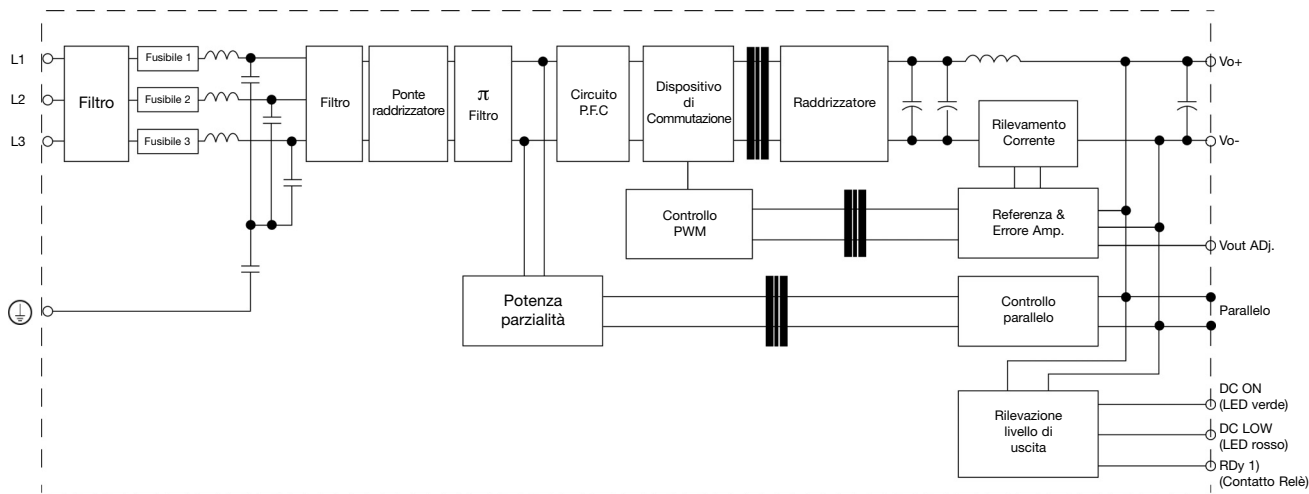 L1
L2
L3
Filtro
Fusibile 1
Fusibile 2
Fusibile 3
Filtro
Ponte
raddrizzatore
π
Filtro
Circuito
P.F.C
Dispositivo
di
Commutazione
Raddrizzatore
Rilevamento
Corrente
Vo+
Vo-
Controllo
PWM
Referenza &
Errore Amp.
Vout ADj.
Potenza
parzialità
Controllo
parallelo
Parallelo
Rilevazione
livello di
uscita
DC ON
(LED verde)
DC LOW
(LED rosso)
RDy 1)
(Contatto Relè)